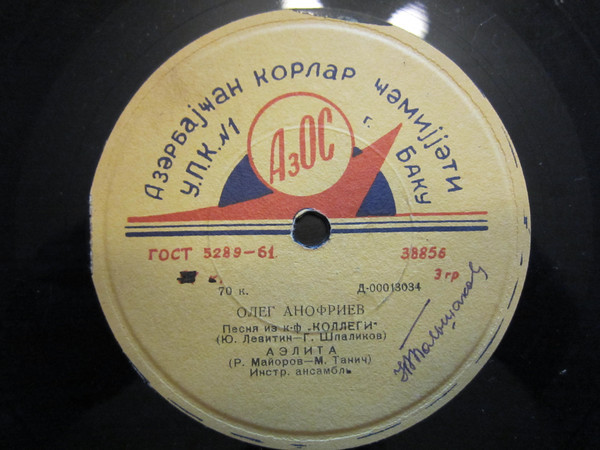 Азәрбајҹан Корлар Ҹәмијјәти
У.П.К. №1 г. Баку
АзОС
ГОСТ 5289-61 38856
3 гр
70 к. Д-00013034
ОЛЕГ АНОФРИЕВ
Песня из к-ф „КОЛЛЕГИ"
(Ю. Левитин—Г. Шпаликов)
АЭЛИТА
(Р. Майоров—М. Танич)
Инстр. ансамбль